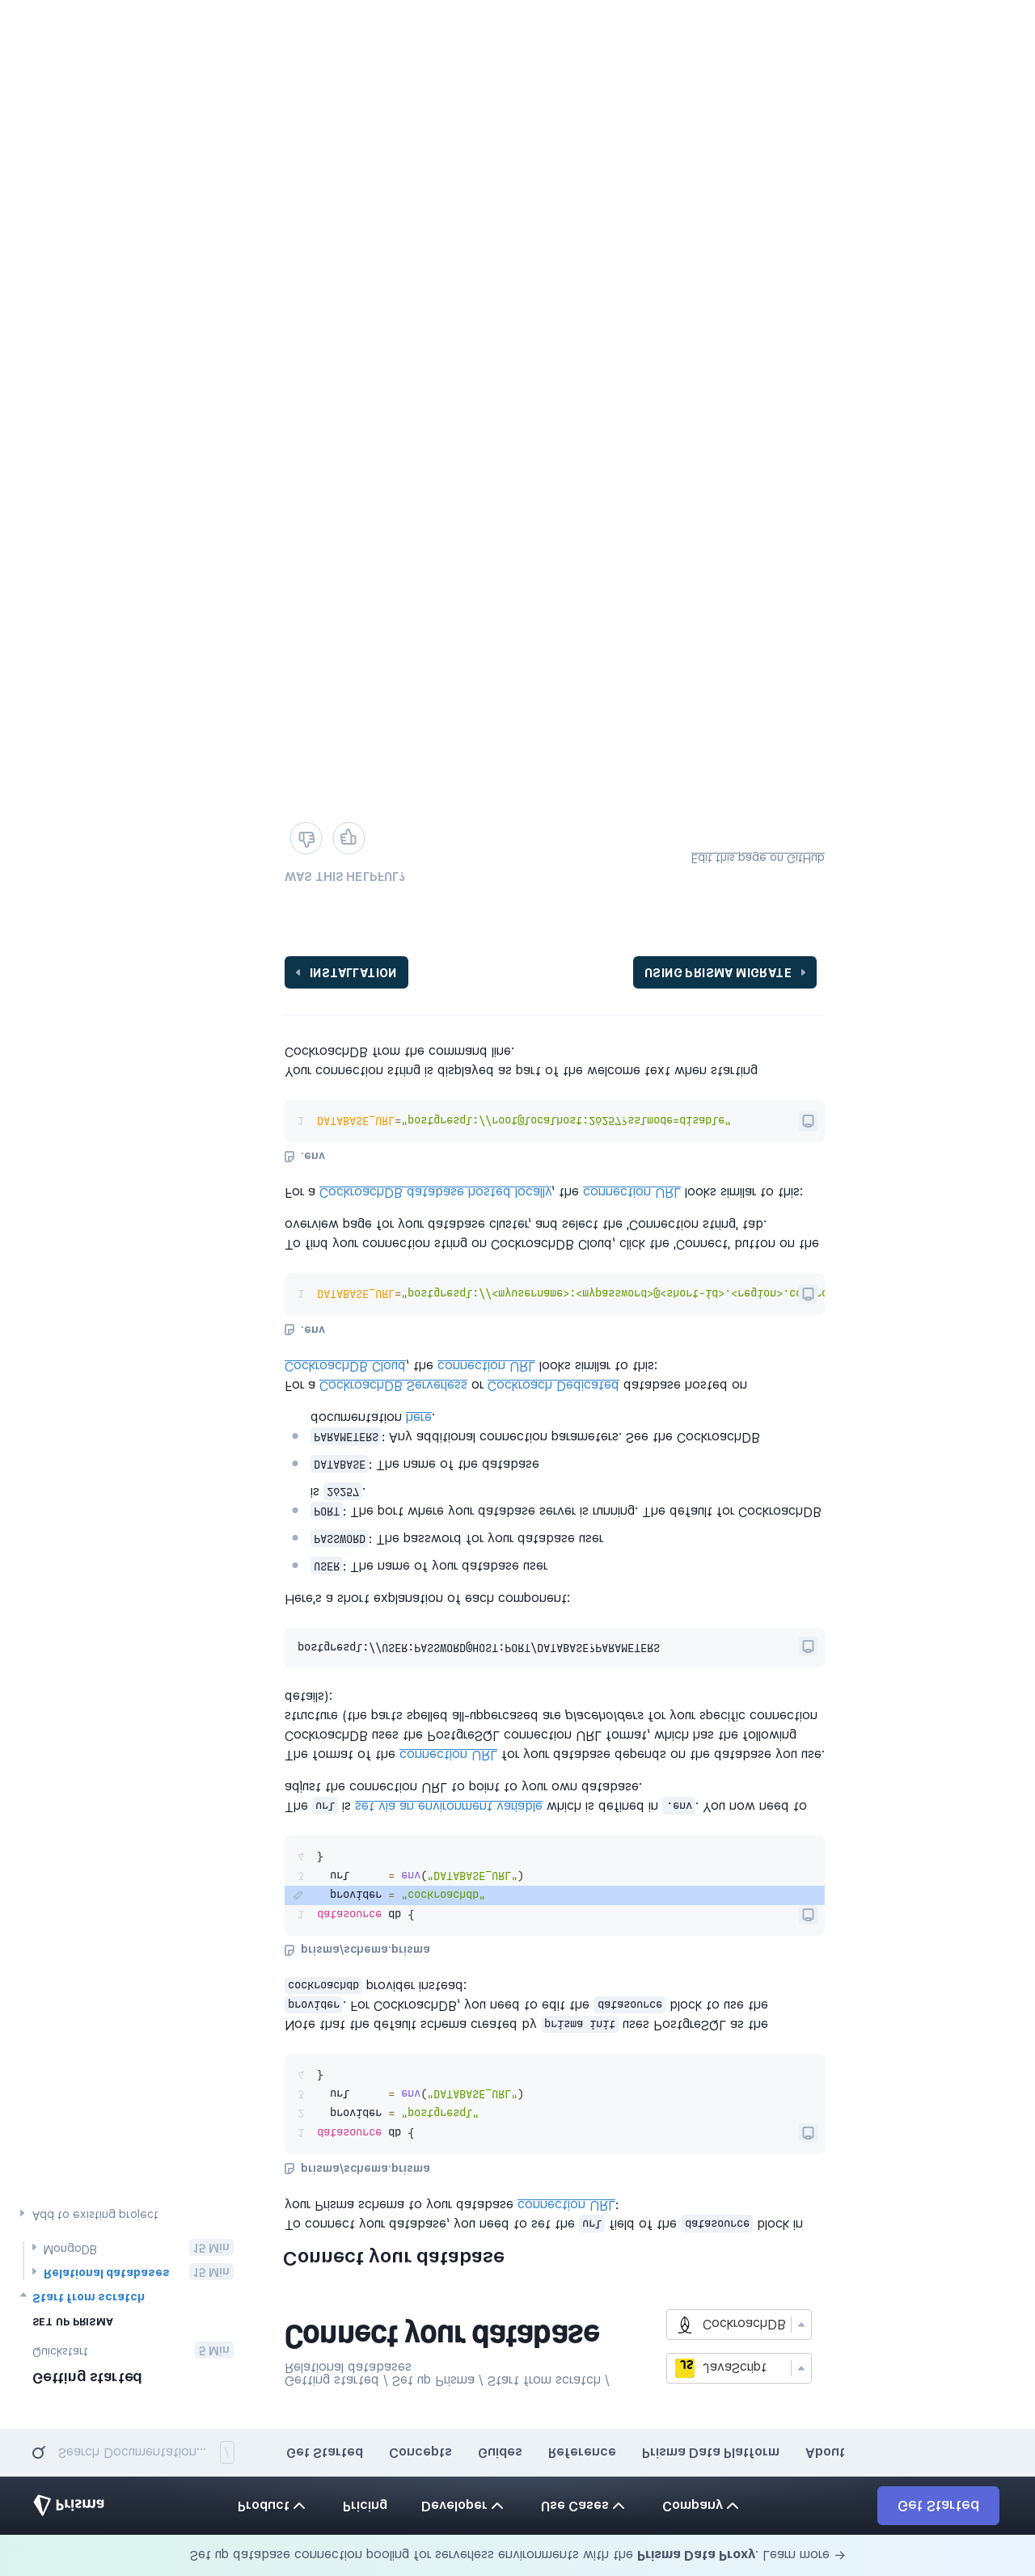 Set up database connection pooling for serverless environments with the Prisma Data Proxy. Learn more →
Prisma
Product
Pricing
Developer
Use Cases
Company
Get Started
Search Documentation... /
Get Started
Concepts
Guides
Reference
Prisma Data Platform
About
Getting started
Quickstart 5 Min
SET UP PRISMA
Start from scratch
Relational databases 15 Min
MongoDB 15 Min
Add to existing project
Getting started / Set up Prisma / Start from scratch /
Relational databases
Connect your database
JS JavaScript
CockroachDB
Connect your database
To connect your database, you need to set the url field of the datasource block in
your Prisma schema to your database connection URL:
prisma/schema.prisma
1 datasource db {
2 provider = "postgresql"
3 url = env("DATABASE_URL")
4 }
Note that the default schema created by prisma init uses PostgreSQL as the
provider. For CockroachDB, you need to edit the datasource block to use the
cockroachdb provider instead:
prisma/schema.prisma
1 datasource db {
provider = "cockroachdb"
3 url = env("DATABASE_URL")
4 }
The url is set via an environment variable which is defined in .env. You now need to
adjust the connection URL to point to your own database.
The format of the connection URL for your database depends on the database you use.
CockroachDB uses the PostgreSQL connection URL format, which has the following
structure (the parts spelled all-uppercased are placeholders for your specific connection
details):
postgresql://USER:PASSWORD@HOST:PORT/DATABASE?PARAMETERS
Here's a short explanation of each component:
USER: The name of your database user
PASSWORD: The password for your database user
PORT: The port where your database server is running. The default for CockroachDB
is 26257.
DATABASE: The name of the database
PARAMETERS: Any additional connection parameters. See the CockroachDB
documentation here.
For a CockroachDB Serverless or Cockroach Dedicated database hosted on
CockroachDB Cloud, the connection URL looks similar to this:
.env
1 DATABASE_URL="postgresql://<myusername>:<mypassword>@<short-id>.<region>.
To find your connection string on CockroachDB Cloud, click the 'Connect' button on the
overview page for your database cluster, and select the 'Connection string' tab.
For a CockroachDB database hosted locally, the connection URL looks similar to this:
.env
1 DATABASE_URL="postgresql://root@localhost:26257?sslmode=disable"
Your connection string is displayed as part of the welcome text when starting
CockroachDB from the command line.
INSTALLATION
USING PRISMA MIGRATE
WAS THIS HELPFUL?
Edit this page on GitHub